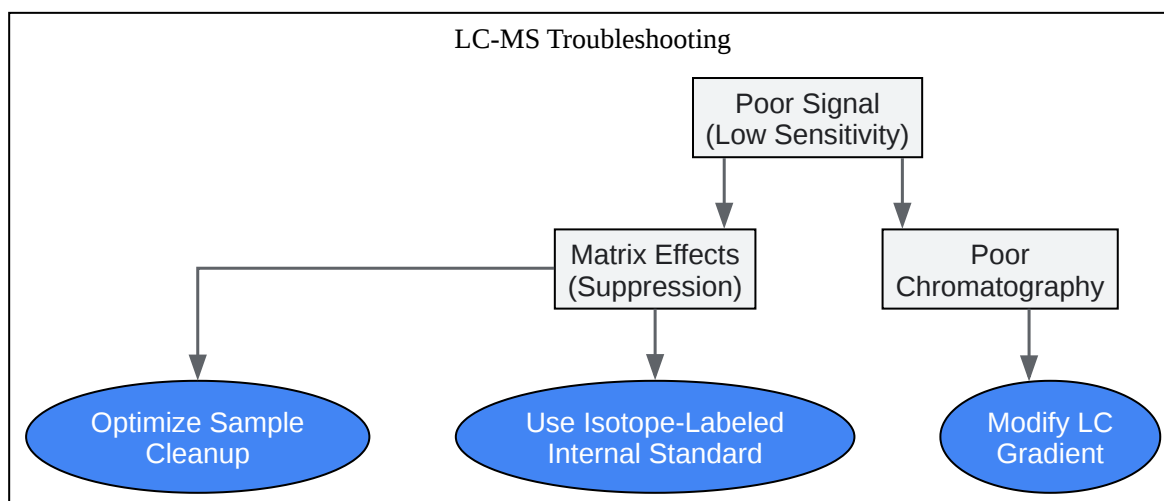 LC-MS Troubleshooting
Poor Signal
(Low Sensitivity)
Matrix Effects
(Suppression)
Poor
Chromatography
Optimize Sample
Cleanup
Use Isotope-Labeled
Internal Standard
Modify LC
Gradient